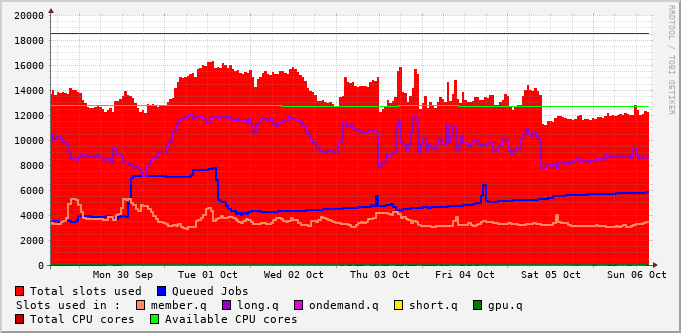 20000
18000
16000
14000
12000
10000
8000
6000
4000
2000
0
Mon 30 Sep Tue 01 Oct Wed 02 Oct Thu 03 Oct Fri 04 Oct Sat 05 Oct Sun 06 Oct
Total slots used Queued Jobs
Slots used in : member.q long.q ondemand.q short.q gpu.q
Total CPU cores Available CPU cores
RRDTOOL / TOBI OETIKER